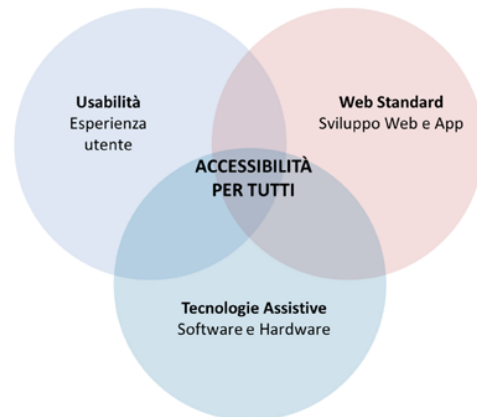 Usabilità
Esperienza
utente
Web Standard
Sviluppo Web e App
ACCESSIBILITÀ
PER TUTTI
Tecnologie Assistive
Software e Hardware